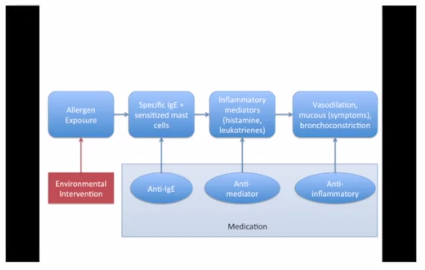 Allergen
Exposure
Specific IgE +
sensitized mast
cells
Inflammatory
mediators
(histamine,
leukotrienes)
Vasodilation,
mucous (symptoms),
bronchoconstriction
Environmental
Intervention
Anti-IgE
Anti-
mediator
Anti-
inflammatory
Medication